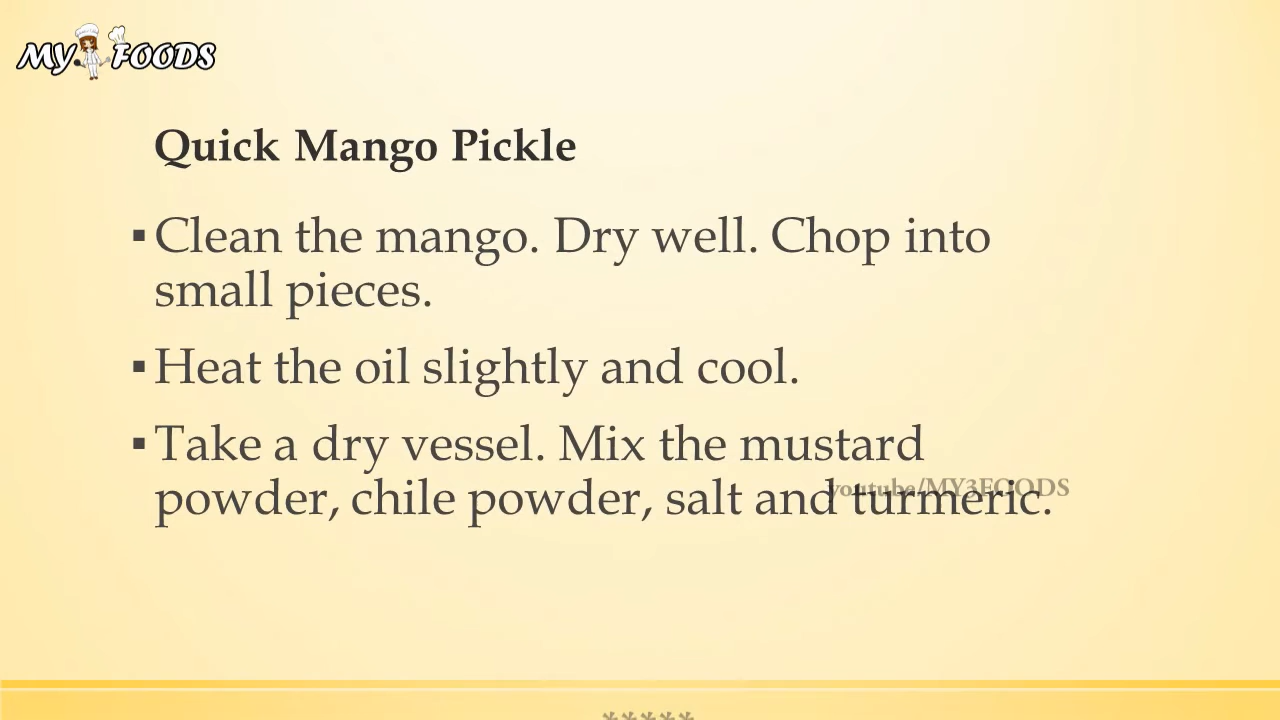 MY FOODS
Quick Mango Pickle
▪ Clean the mango. Dry well. Chop into
small pieces.
▪ Heat the oil slightly and cool.
▪ Take a dry vessel. Mix the mustard
powder, chile powder, salt and turmeric.
youtube/MY3FOODS
*****